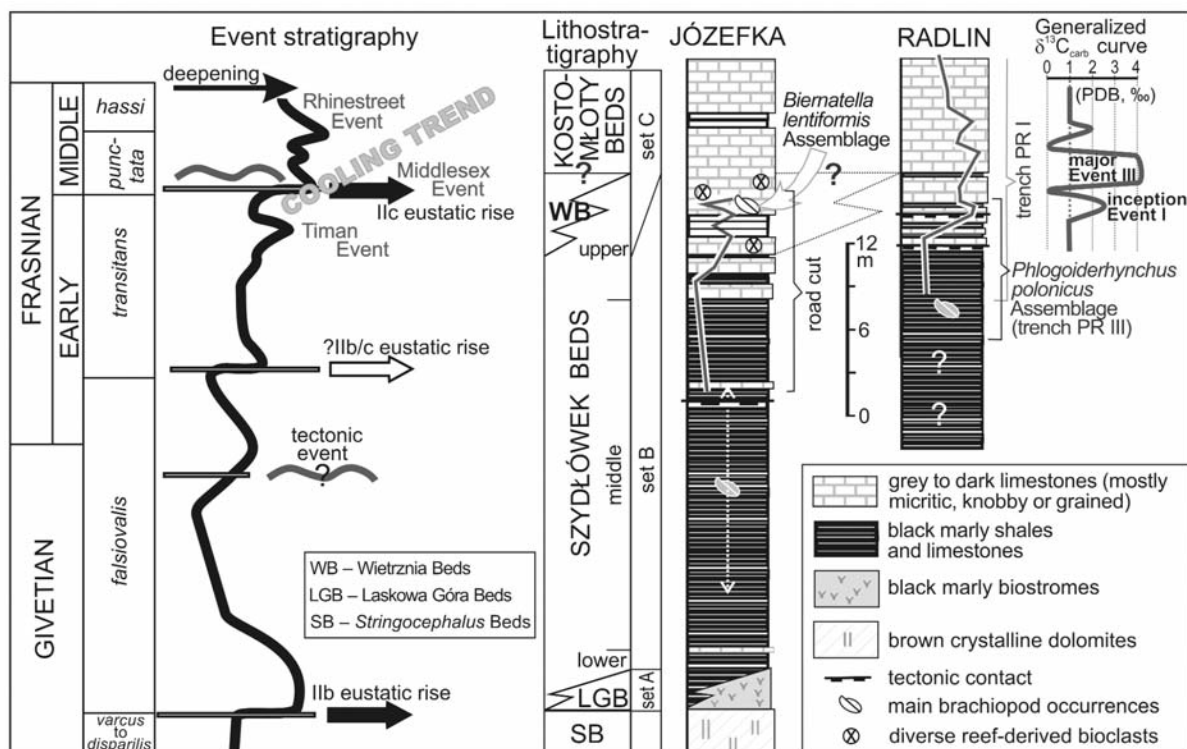 Event stratigraphy
deepening
Rhinestreet
Event
COOLING TREND
Middlesex
Event
IIc eustatic rise
Timan
Event
?IIb/c eustatic rise
tectonic
event
?
IIb eustatic rise
FRASNIAN
GIVETIAN
MIDDLE
EARLY
hassi
punc-
tata
transitans
falsiovalis
varcus
to
disparilis
WB – Wietrznia Beds
LGB – Laskowa Góra Beds
SB – Stringocephalus Beds
Lithostra-
tigraphy
KOSTO-
MŁOTY
BEDS
?
WB
upper
SZYDŁÓWEK BEDS
middle
lower
LGB
SB
set C
set B
set A
JÓZEFKA
Biernatella
lentiformis
Assemblage
?
road cut
12
m
6
0
RADLIN
?
?
trench PR I
Phlogoiderhynchus
polonicus
Assemblage
(trench PR III)
Generalized
δ13Ccarb curve
0 1 2 3 4
(PDB, ‰)
major
Event III
inception
Event I
grey to dark limestones (mostly
micritic, knobby or grained)
black marly shales
and limestones
black marly biostromes
brown crystalline dolomites
tectonic contact
main brachiopod occurrences
diverse reef-derived bioclasts